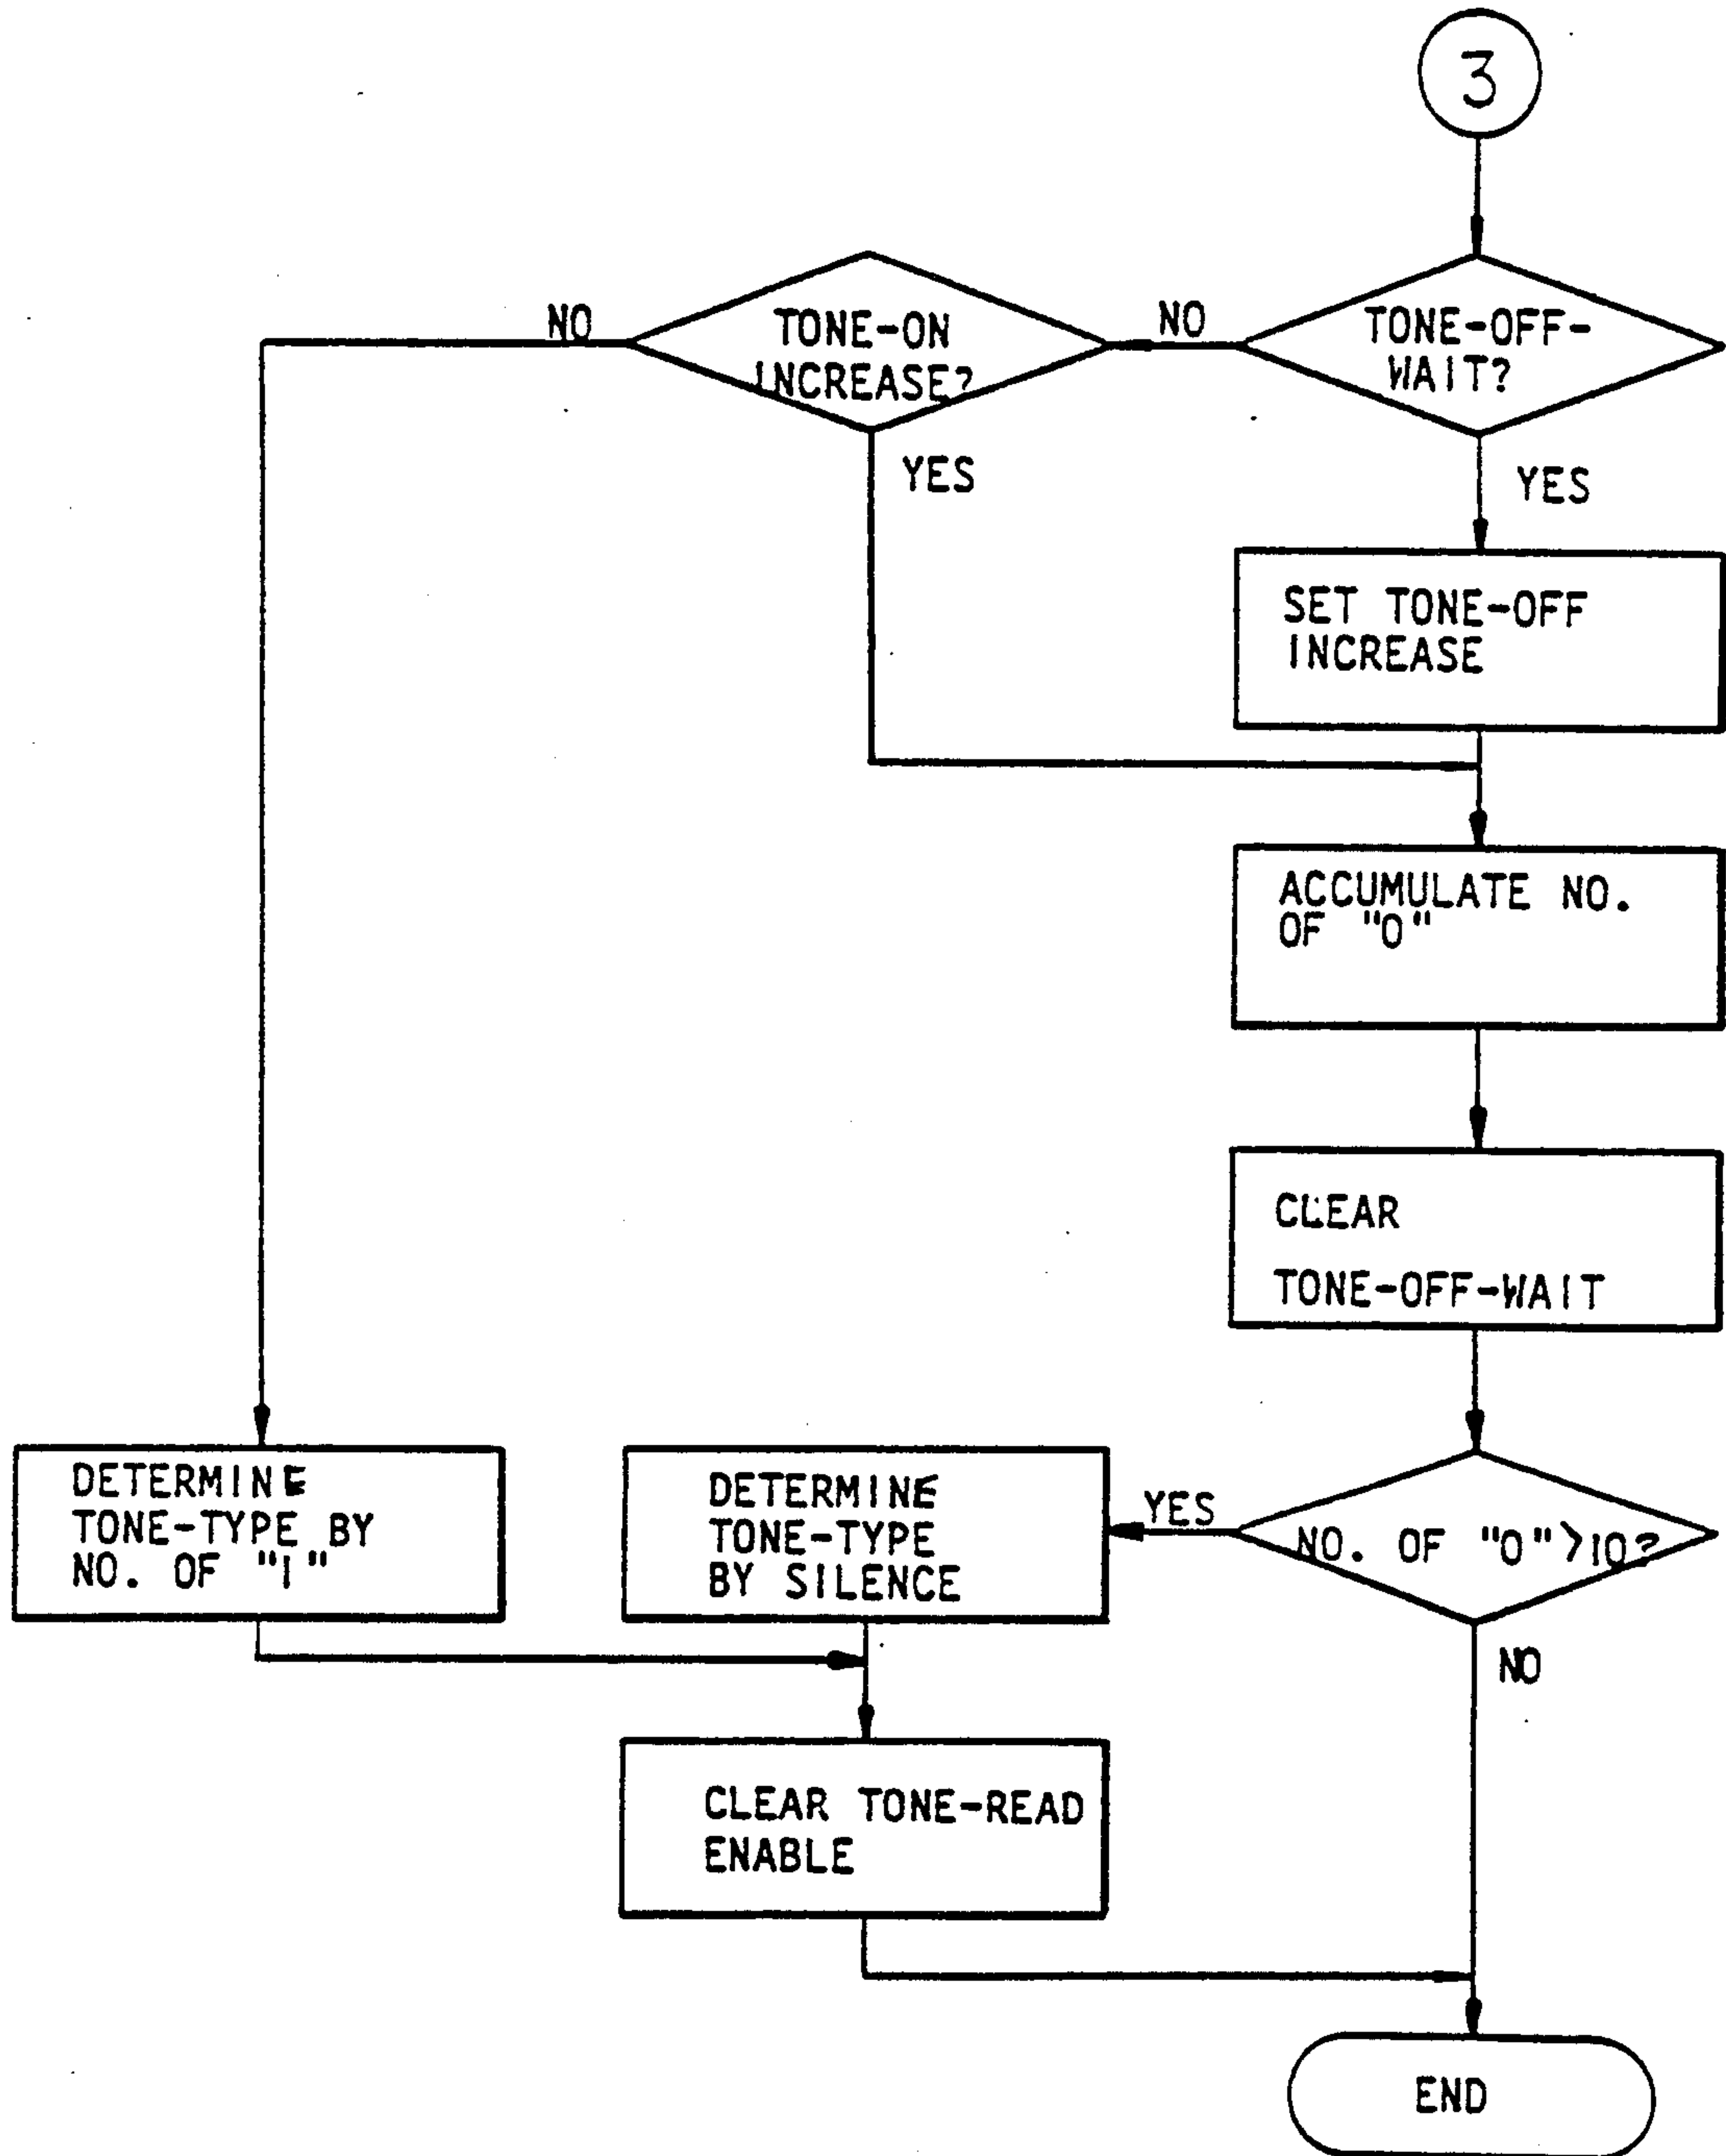 3
TONE-OFF-
WAIT?
NO
TONE-ON
INCREASE?
NO
YES
YES
SET TONE-OFF
INCREASE
ACCUMULATE NO.
OF "0"
CLEAR
TONE-OFF-WAIT
NO. OF "0">10?
YES
DETERMINE
TONE-TYPE
BY SILENCE
DETERMINE
TONE-TYPE BY
NO. OF "1"
NO
CLEAR TONE-READ
ENABLE
END